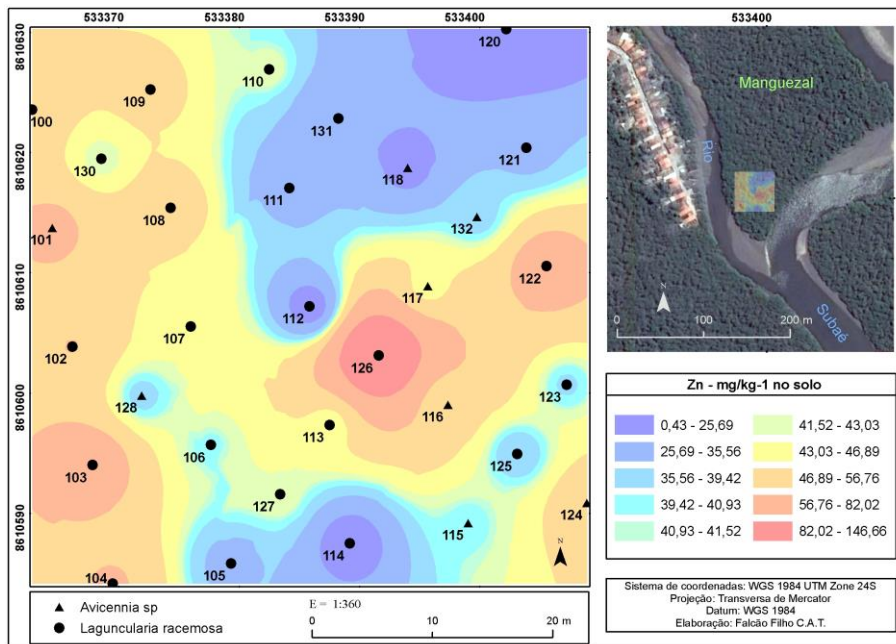 533370 533380 533390 533400
8610630
8610620
8610610
8610600
8610590
120
110
109
100
131
130
121
118
111
108
132
101
122
117
112
107
126
102
123
128
116
113
106
103
125
127
124
115
114
105
104
N
Avicennia sp
Laguncularia racemosa
E = 1:360
0 10 20 m
533400
Manguezal
Rio
Subaé
N
0 100 200 m
Zn - mg/kg-1 no solo
0,43 - 25,69 41,52 - 43,03
25,69 - 35,56 43,03 - 46,89
35,56 - 39,42 46,89 - 56,76
39,42 - 40,93 56,76 - 82,02
40,93 - 41,52 82,02 - 146,66
Sistema de coordenadas: WGS 1984 UTM Zone 24S
Projeção: Transversa de Mercator
Datum: WGS 1984
Elaboração: Falcão Filho C.A.T.